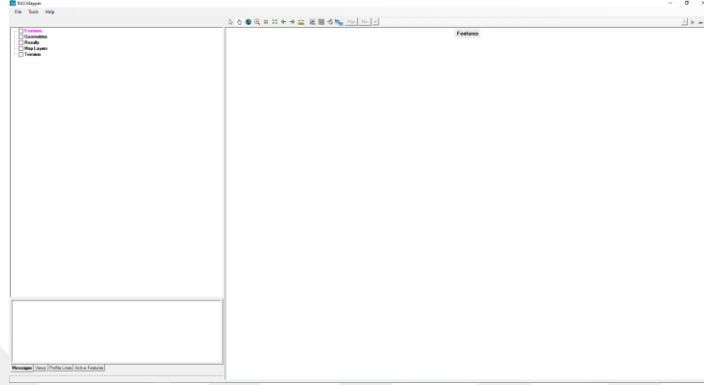 RAS Mapper
File Tools Help
Features
Geometries
Results
Map Layers
Terrains
Features
Messages Views Profile Lines Active Features